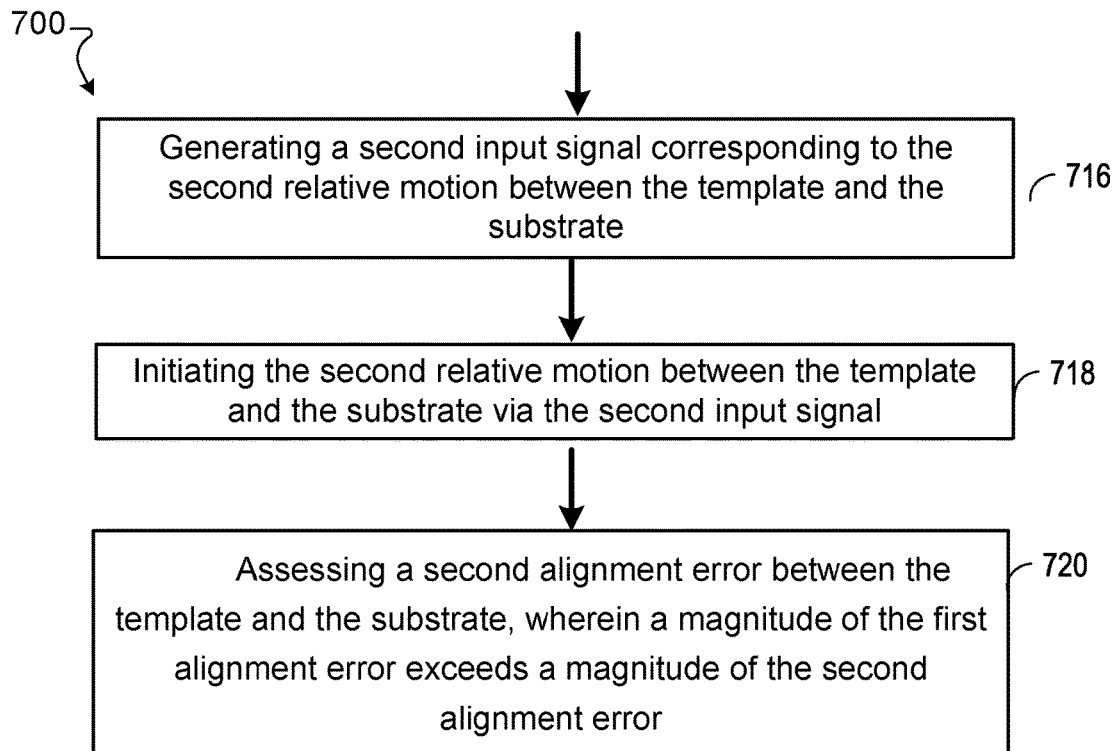 700
Generating a second input signal corresponding to the
second relative motion between the template and the
substrate
716
Initiating the second relative motion between the template
and the substrate via the second input signal
718
Assessing a second alignment error between the
template and the substrate, wherein a magnitude of the first
alignment error exceeds a magnitude of the second
alignment error
720